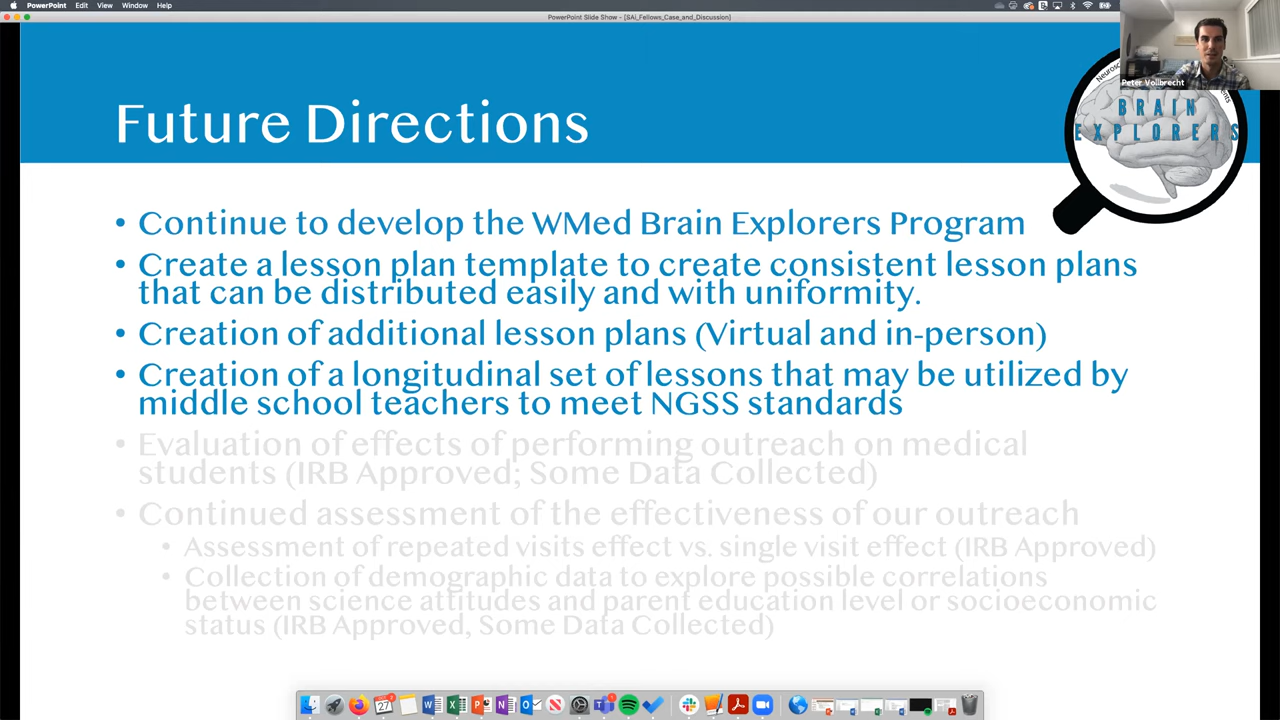 PowerPoint Edit View Window Help
PowerPoint Slide Show - [SAI_Fellows_Case_and_Discussion]
Peter Vollbrecht
BRAIN
EXPLORERS
Future Directions
• Continue to develop the WMed Brain Explorers Program
• Create a lesson plan template to create consistent lesson plans
that can be distributed easily and with uniformity.
• Creation of additional lesson plans (Virtual and in-person)
• Creation of a longitudinal set of lessons that may be utilized by
middle school teachers to meet NGSS standards
• Evaluation of effects of performing outreach on medical
students (IRB Approved; Some Data Collected)
• Continued assessment of the effectiveness of our outreach
• Assessment of repeated visits effect vs. single visit effect (IRB Approved)
• Collection of demographic data to explore possible correlations
between science attitudes and parent education level or socioeconomic
status (IRB Approved, Some Data Collected)
27